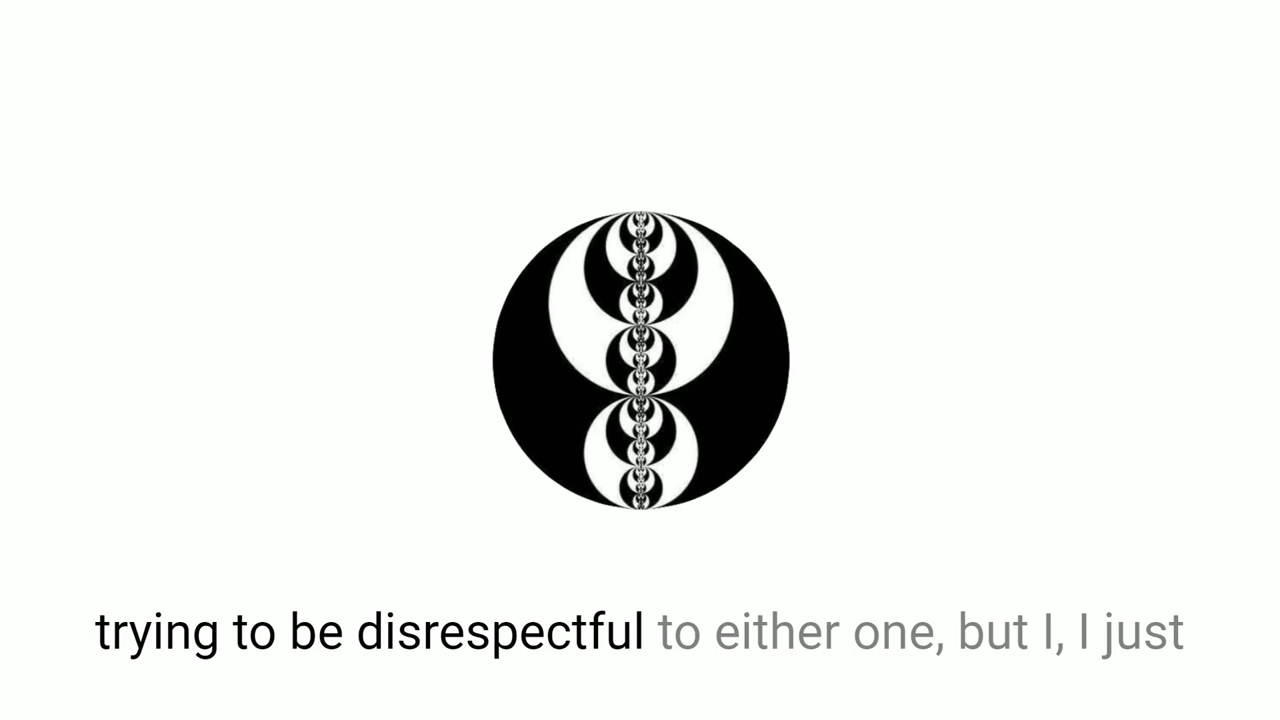 trying to be disrespectful to either one, but I, I just